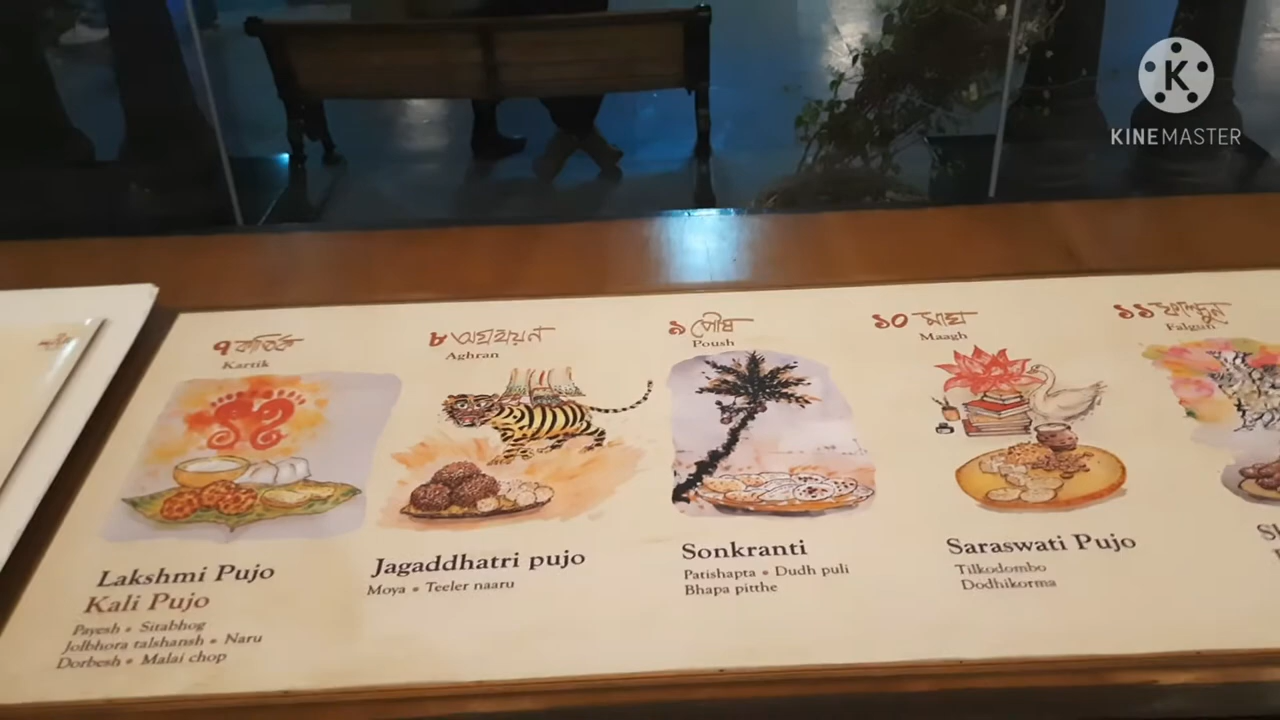 K
KINEMASTER
৭ কার্তিক
Kartik
Lakshmi Pujo
Kali Pujo
Payesh • Sitabhog
Jolbhora talshansh • Naru
Dorbesh • Malai chop
৮ অগ্রহায়ন
Aghran
Jagaddhatri pujo
Moya • Teeler naaru
৯ পৌষ
Poush
Sonkranti
Patishapta • Dudh puli
Bhapa pitthe
১০ মাঘ
Maagh
Saraswati Pujo
Tilkodombo
Dodhikorma
১১ ফাল্গুন
Falgun